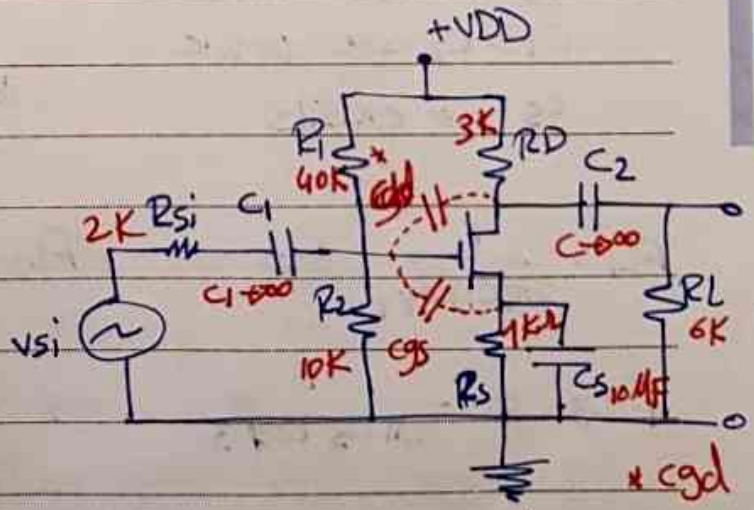 +VDD
R1 * 3K RD C2
40K cgd
2K Rsi C1
C→∞
C1→∞
vsi R2 1KΩ RL
10K cgs 6K
Rs Cs 10MF
* cgd